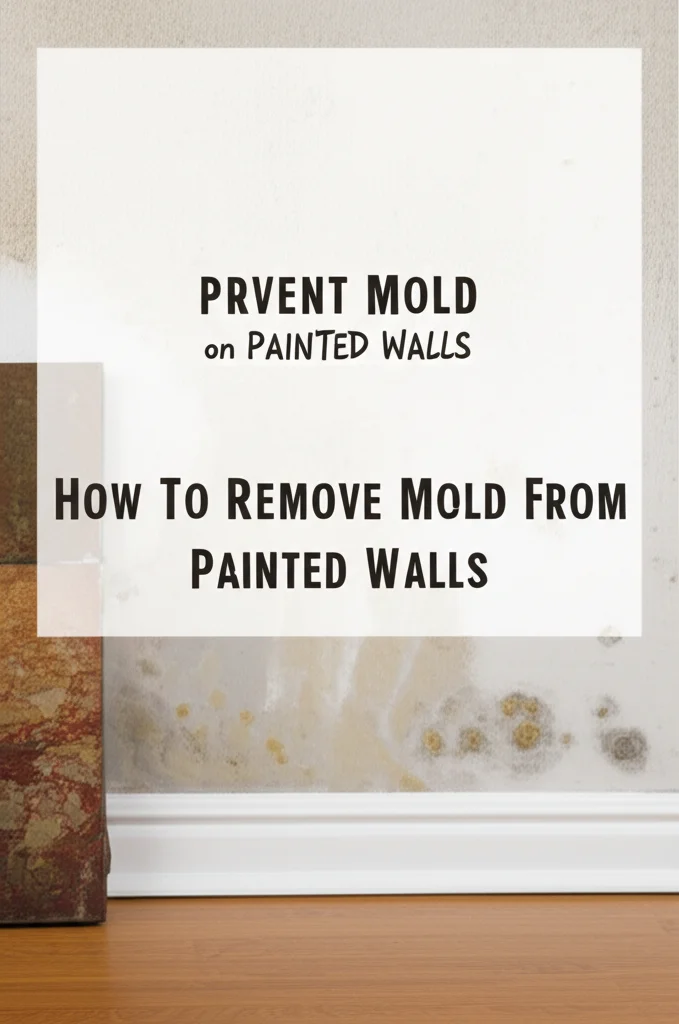 PRVENT MOLD
on PAINTED WALLS
HOW TO REMOVE MOLD FROM
PAINTED WALLS